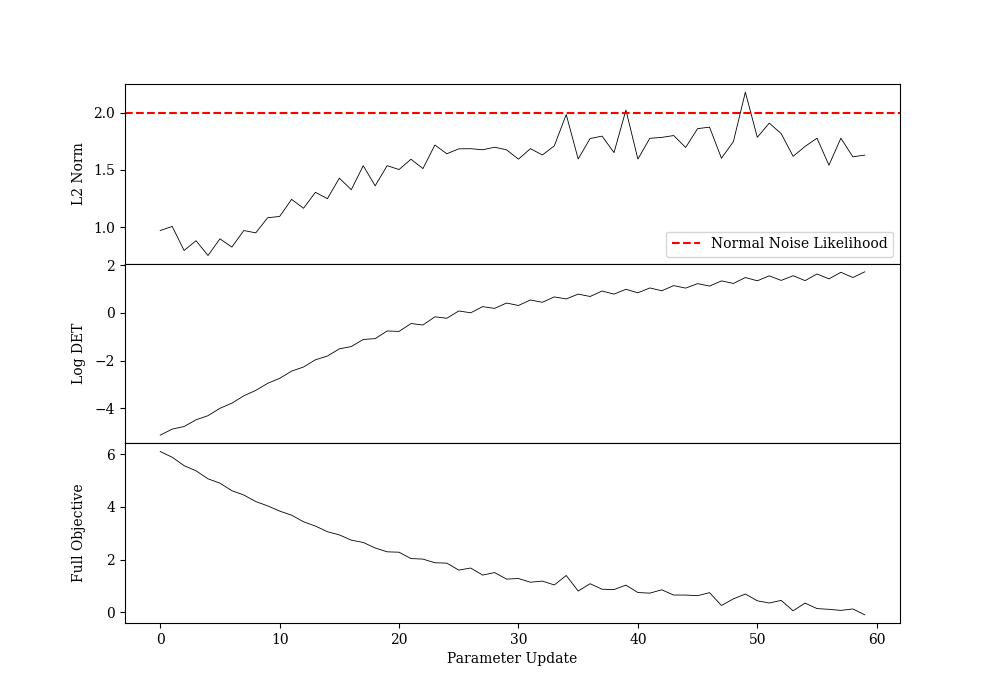 2.0
1.5
1.0
L2 Norm
Normal Noise Likelihood
2
0
−2
−4
Log DET
6
4
2
0
Full Objective
0 10 20 30 40 50 60
Parameter Update